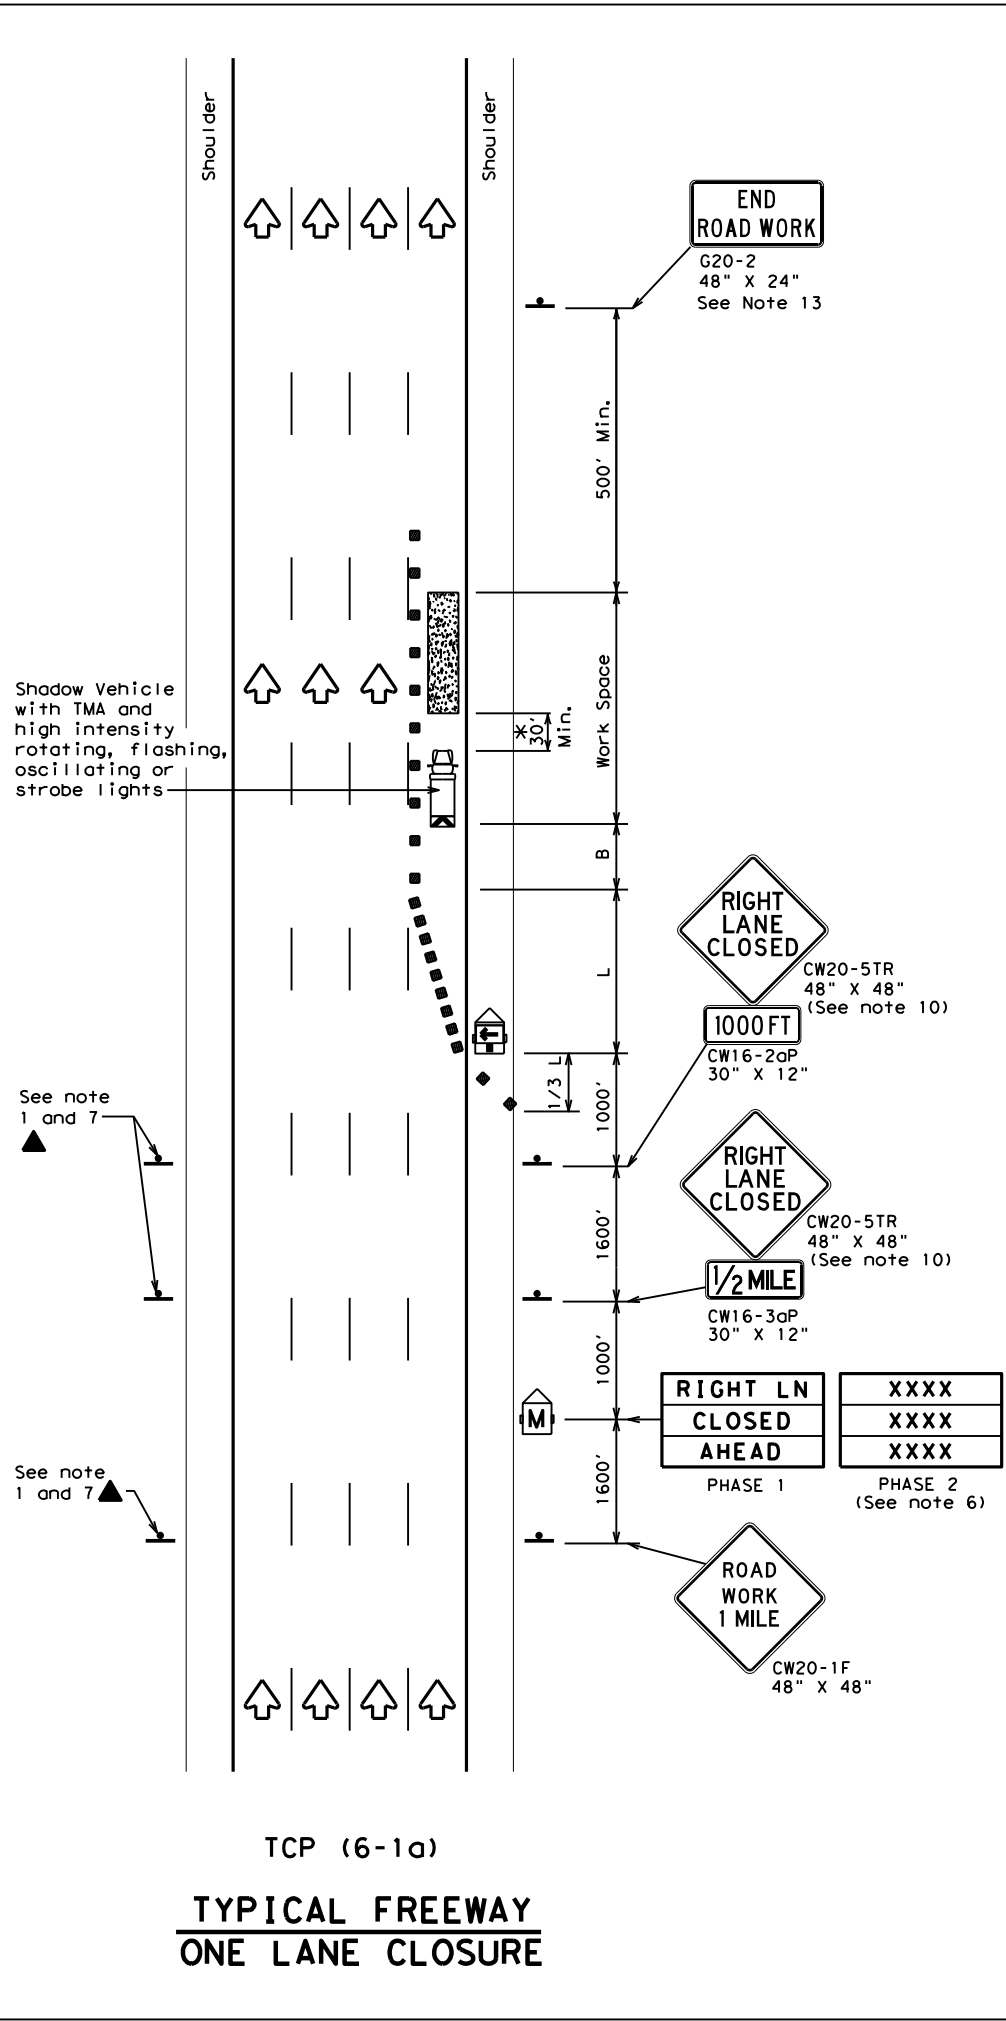 Shoulder
Shoulder
END
ROAD WORK
G20-2
48" X 24"
See Note 13
500' Min.
Shadow Vehicle
with TMA and
high intensity
rotating, flashing,
oscillating or
strobe lights
Work Space
*
30'
Min.
B
L
RIGHT
LANE
CLOSED
CW20-5TR
48" X 48"
(See note 10)
1000 FT
CW16-2aP
30" X 12"
1/3 L
1000'
See note
1 and 7
RIGHT
LANE
CLOSED
CW20-5TR
48" X 48"
(See note 10)
1600'
1/2 MILE
CW16-3aP
30" X 12"
1000'
M
RIGHT LN
CLOSED
AHEAD
PHASE 1
XXXX
XXXX
XXXX
PHASE 2
(See note 6)
See note
1 and 7
1600'
ROAD
WORK
1 MILE
CW20-1F
48" X 48"
TCP (6-1a)
TYPICAL FREEWAY
ONE LANE CLOSURE